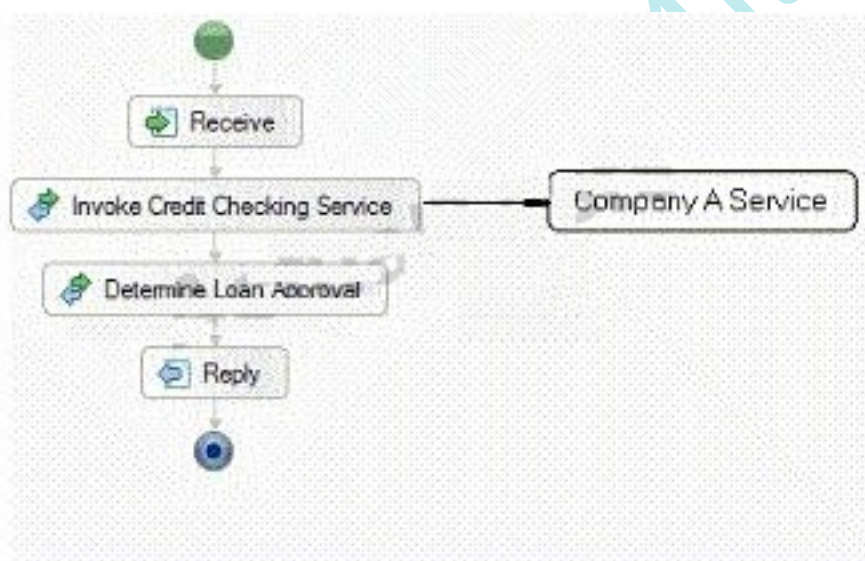 Receive
Invoke Credit Checking Service
Company A Service
Determine Loan Approval
Reply